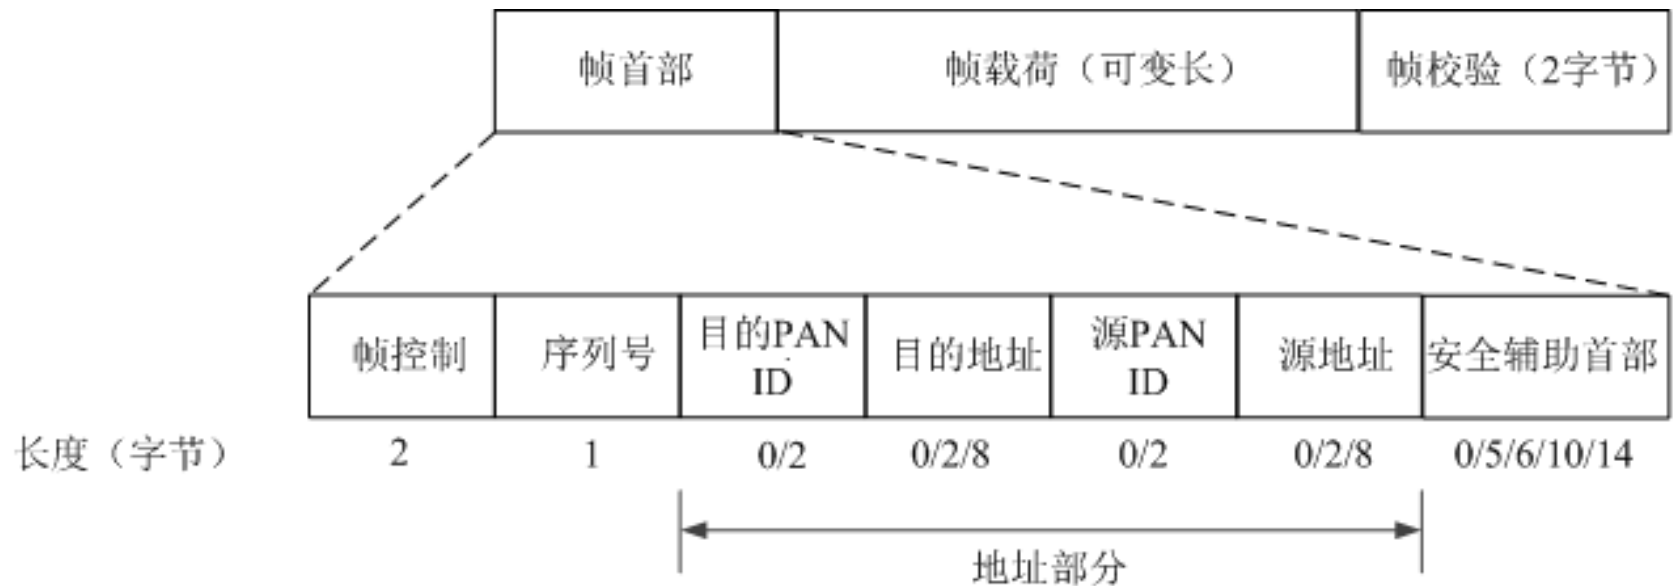 帧首部 帧载荷（可变长） 帧校验（2字节）
帧控制 序列号 目的PAN ID 目的地址 源PAN ID 源地址 安全辅助首部
长度（字节） 2 1 0/2 0/2/8 0/2 0/2/8 0/5/6/10/14
地址部分